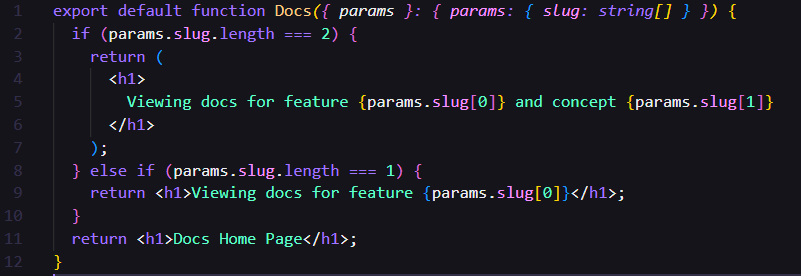 1 export default function Docs({ params }: { params: { slug: string[] } }) {
2   if (params.slug.length === 2) {
3     return (
4       <h1>
5         Viewing docs for feature {params.slug[0]} and concept {params.slug[1]}
6       </h1>
7     );
8   } else if (params.slug.length === 1) {
9     return <h1>Viewing docs for feature {params.slug[0]}</h1>;
10   }
11   return <h1>Docs Home Page</h1>;
12 }